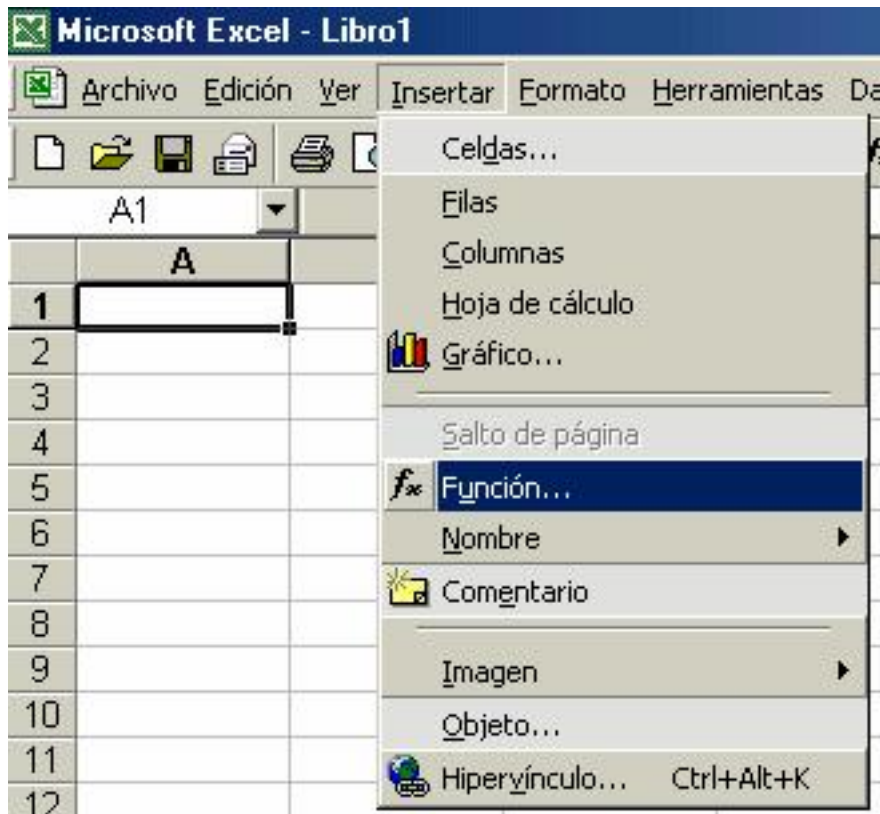 Microsoft Excel - Libro1
Archivo Edición Ver Insertar Formato Herramientas
A1
A
1
2
3
4
5
6
7
8
9
10
11
12
Celdas...
Filas
Columnas
Hoja de cálculo
Gráfico...
Salto de página
fx Función...
Nombre
Comentario
Imagen
Objeto...
Hipervínculo... Ctrl+Alt+K